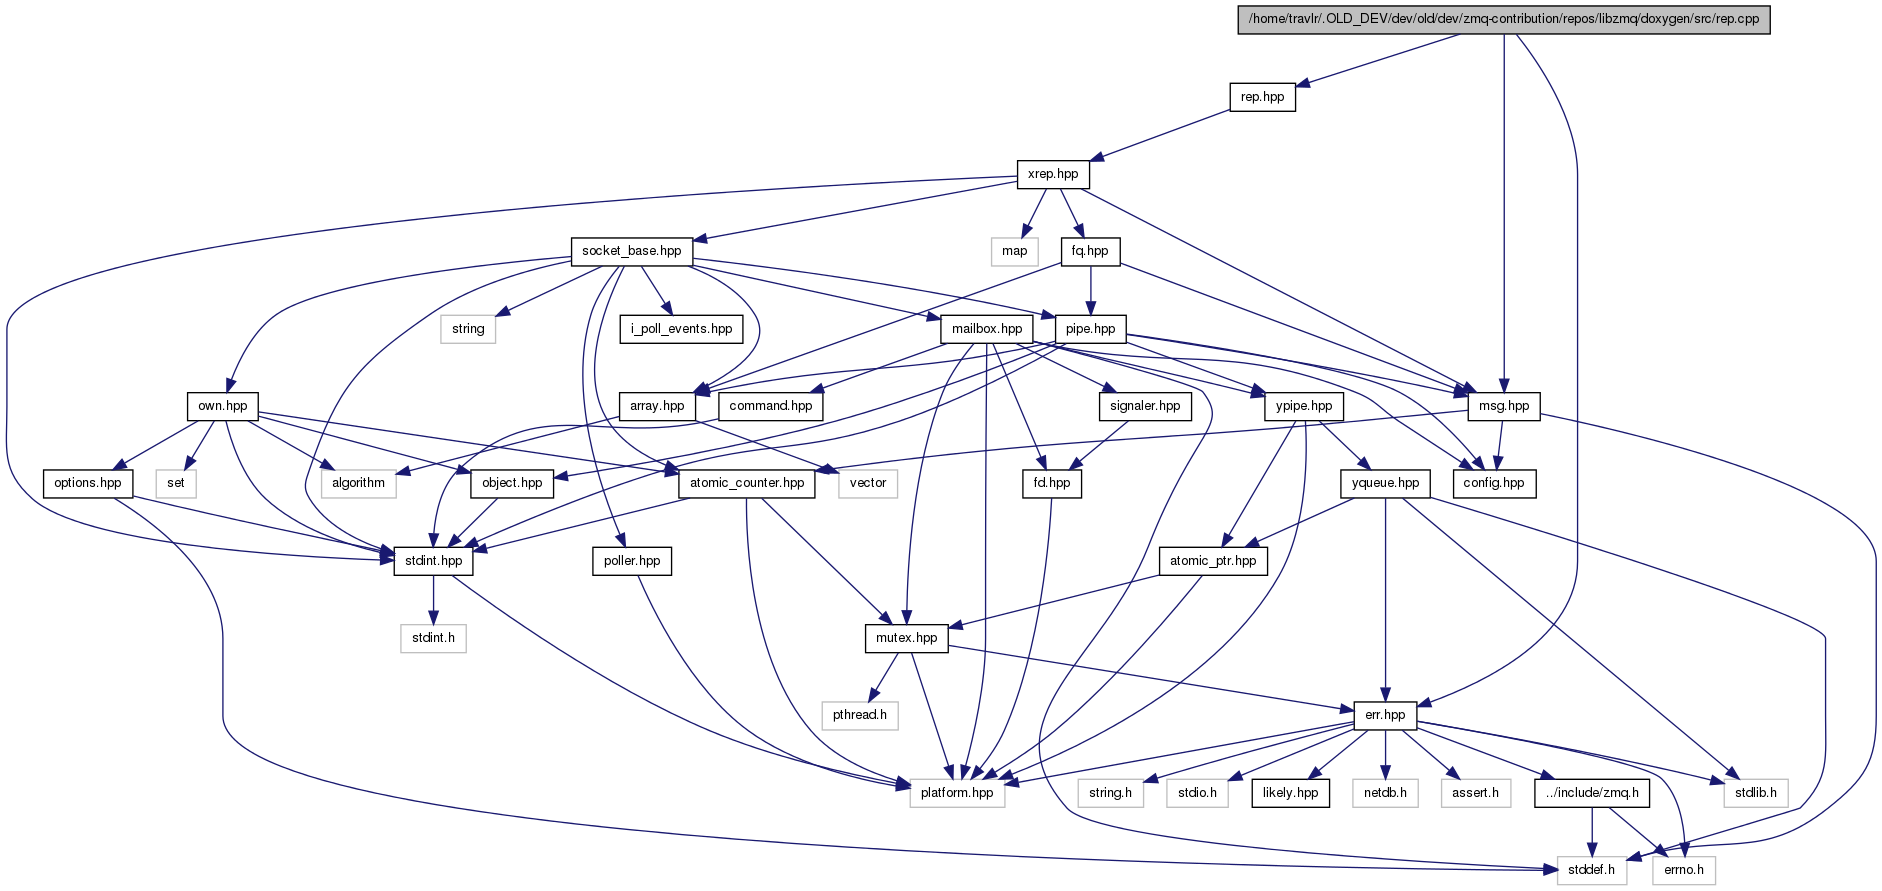 /home/travlr/.OLD_DEV/dev/old/dev/zmq-contribution/repos/libzmq/doxygen/src/rep.cpp
rep.hpp
xrep.hpp
socket_base.hpp
map
fq.hpp
string
i_poll_events.hpp
mailbox.hpp
pipe.hpp
own.hpp
array.hpp
command.hpp
signaler.hpp
ypipe.hpp
msg.hpp
options.hpp
set
algorithm
object.hpp
atomic_counter.hpp
vector
fd.hpp
yqueue.hpp
config.hpp
stdint.hpp
poller.hpp
atomic_ptr.hpp
stdint.h
mutex.hpp
pthread.h
err.hpp
platform.hpp
string.h
stdio.h
likely.hpp
netdb.h
assert.h
../include/zmq.h
stdlib.h
stddef.h
errno.h